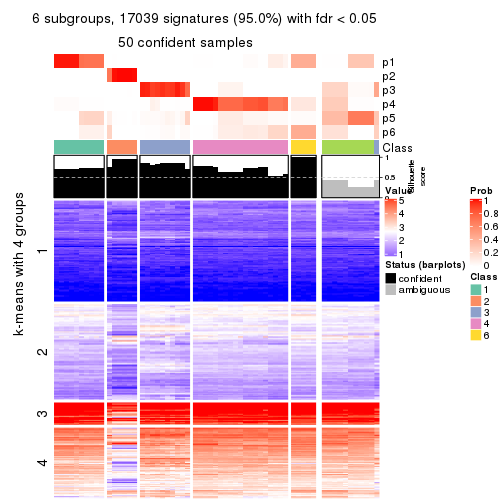 6 subgroups, 17039 signatures (95.0%) with fdr < 0.05
50 confident samples
p1
p2
p3
p4
p5
p6
Class
1
0.5
0
Silhouette
score
k-means with 4 groups
1
2
3
4
Value
5
4
3
2
1
Status (barplots)
confident
ambiguous
Prob
1
0.8
0.6
0.4
0.2
0
Class
1
2
3
4
5
6